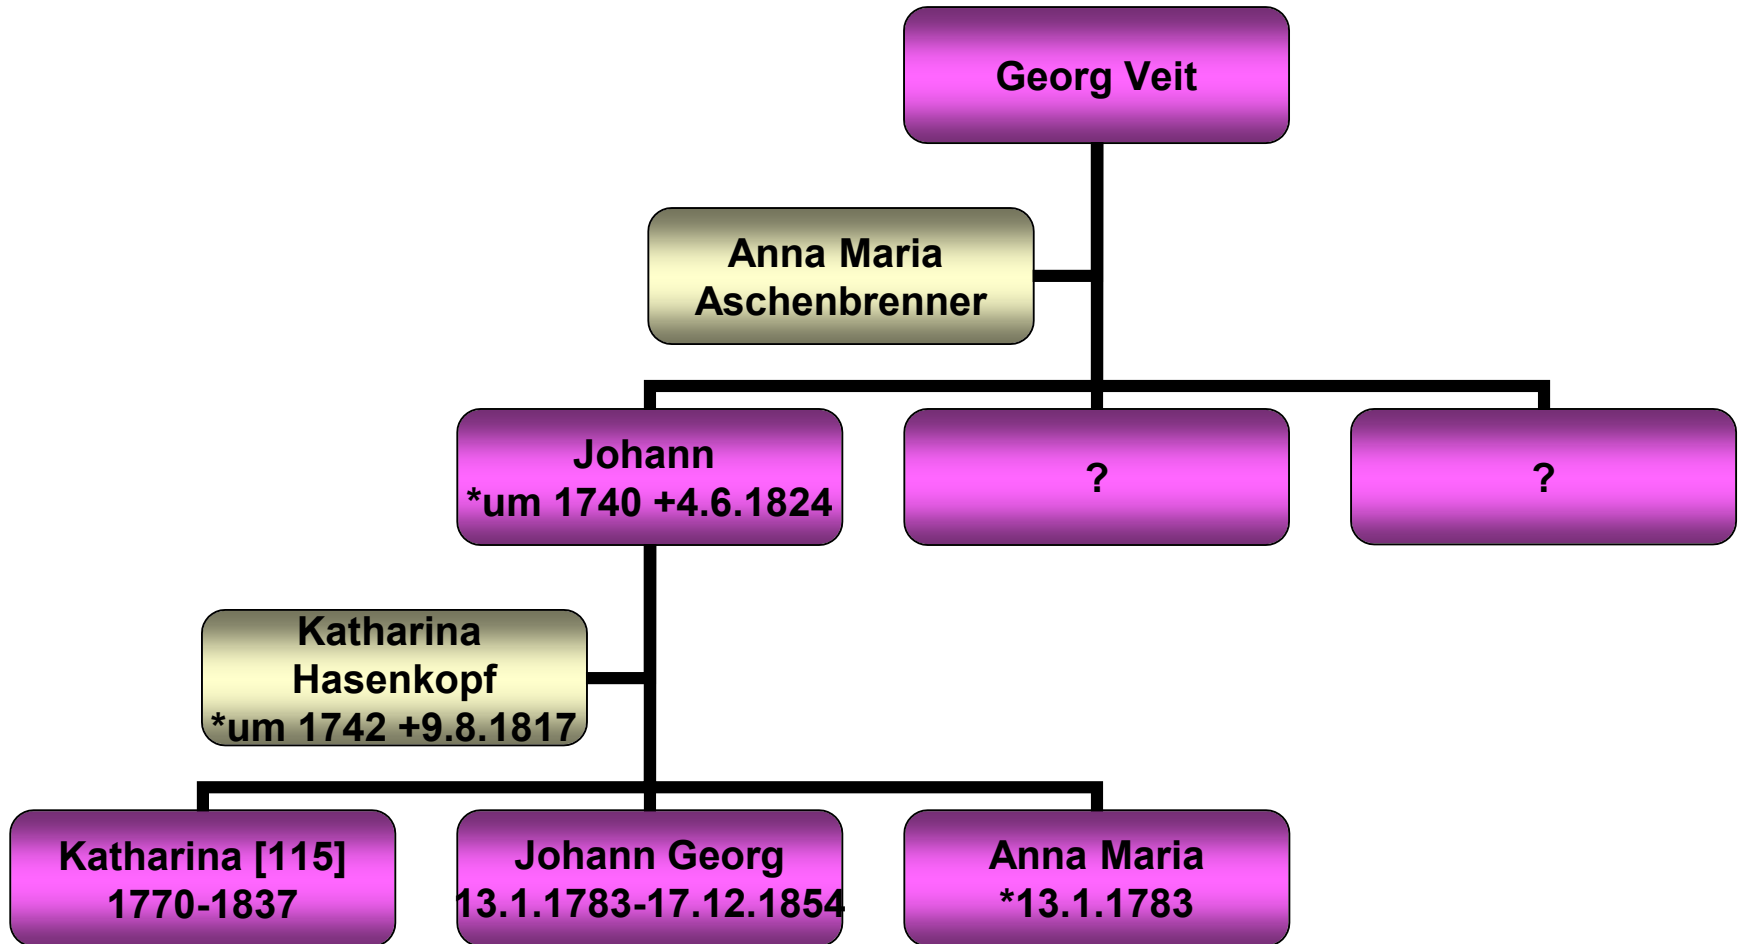 Georg Veit
Anna Maria
Aschenbrenner
Johann
*um 1740 +4.6.1824
?
?
Katharina
Hasenkopf
*um 1742 +9.8.1817
Katharina [115]
1770-1837
Johann Georg
13.1.1783-17.12.1854
Anna Maria
*13.1.1783